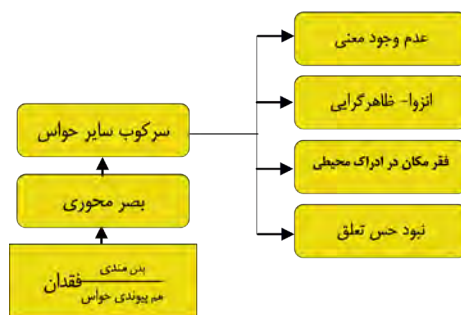 عدم وجود معنی
انزوا- ظاهرگرایی
سرکوب سایر حواس
فقر مکان در ادراک محیطی
بصر محوری
نبود حس تعلق
بدن مندی
فقدان
هم پیوندی حواس